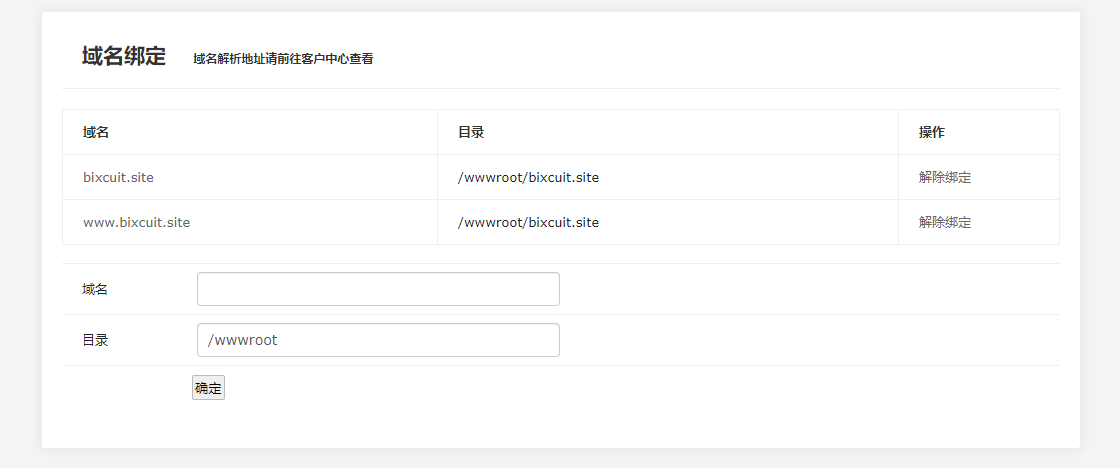 域名绑定 域名解析地址请前往客户中心查看
域名 目录 操作
bixcuit.site /wwwroot/bixcuit.site 解除绑定
www.bixcuit.site /wwwroot/bixcuit.site 解除绑定
域名
目录 /wwwroot
确定